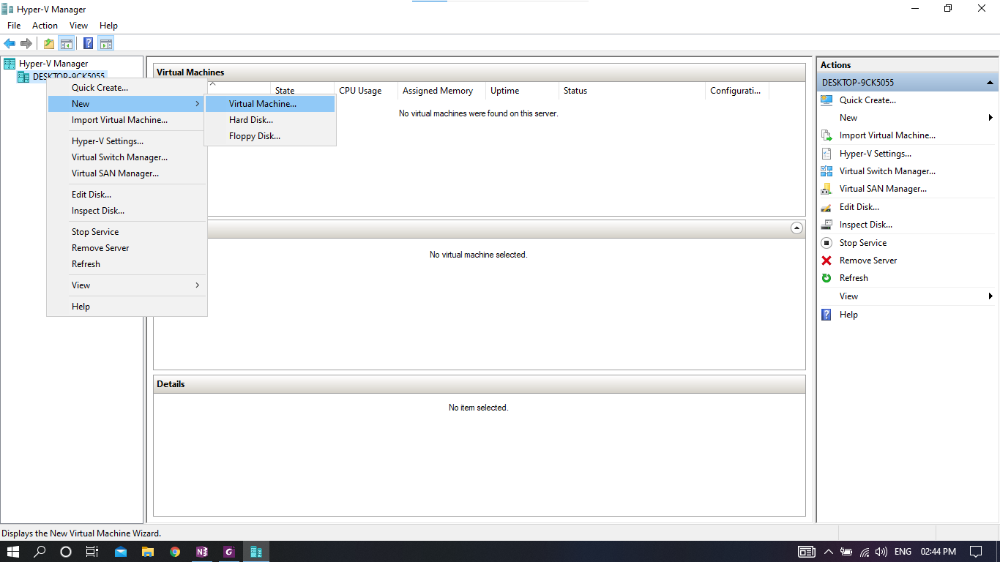 Hyper-V Manager
File Action View Help
Hyper-V Manager
DESKTOP-9CK5055
Quick Create...
New
Import Virtual Machine...
Hyper-V Settings...
Virtual Switch Manager...
Virtual SAN Manager...
Edit Disk...
Inspect Disk...
Stop Service
Remove Server
Refresh
View
Help
Virtual Machine...
Hard Disk...
Floppy Disk...
Virtual Machines
State CPU Usage Assigned Memory Uptime Status Configurati...
No virtual machines were found on this server.
No virtual machine selected.
Details
No item selected.
Actions
DESKTOP-9CK5055
Quick Create...
New
Import Virtual Machine...
Hyper-V Settings...
Virtual Switch Manager...
Virtual SAN Manager...
Edit Disk...
Inspect Disk...
Stop Service
Remove Server
Refresh
View
Help
Displays the New Virtual Machine Wizard.
ENG 02:44 PM